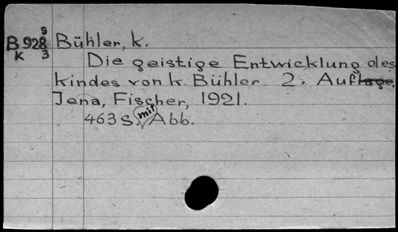 B 928 9/3 Bühler, k.
K Die geistige Entwicklung des
kindes von k. Bühler 2. Auflage.
Jena, Fischer, 1921.
463 S. mit Abb.